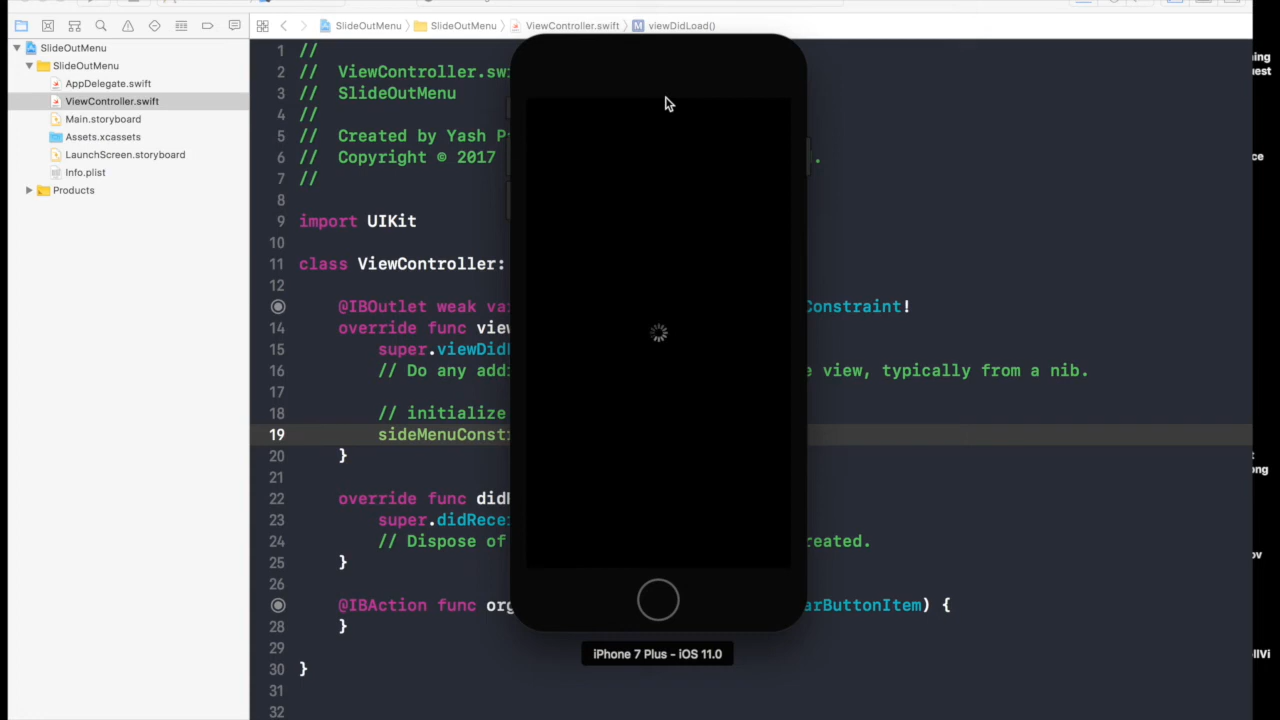 SlideOutMenu
SlideOutMenu
ViewController.swift
viewDidLoad()
SlideOutMenu
SlideOutMenu
AppDelegate.swift
ViewController.swift
Main.storyboard
Assets.xcassets
LaunchScreen.storyboard
Info.plist
Products
1 //
2 // ViewController.sw
3 // SlideOutMenu
4 //
5 // Created by Yash P
6 // Copyright © 2017 .
7 //
8
9 import UIKit
10
11 class ViewController:
12
@IBOutlet weak va Constraint!
14 override func view
15 super.viewDid
16 // Do any addi e view, typically from a nib.
17
18 // initialize
19 sideMenuConst
20 }
21
22 override func did
23 super.didRece
24 // Dispose of reated.
25 }
26
@IBAction func org arButtonItem) {
28 }
29
30 }
31
32
iPhone 7 Plus - iOS 11.0